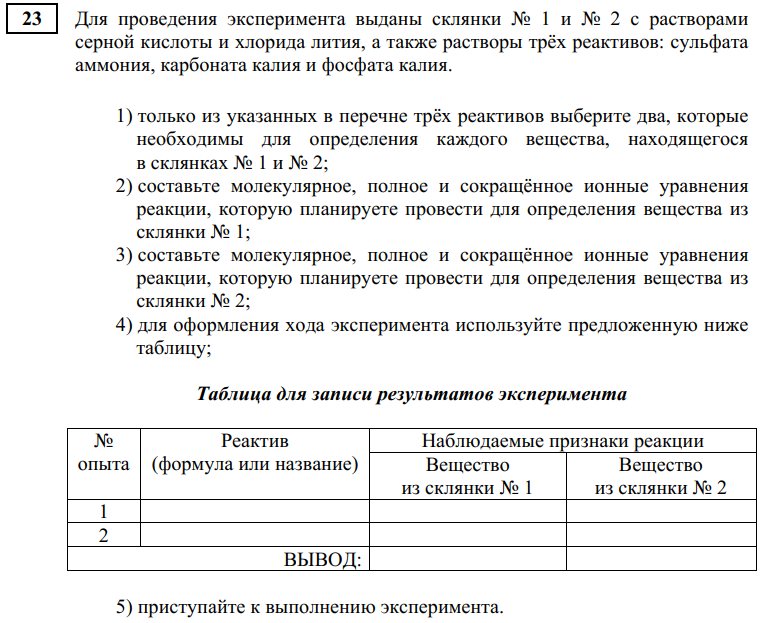 23 Для проведения эксперимента выданы склянки № 1 и № 2 с растворами
серной кислоты и хлорида лития, а также растворы трёх реактивов: сульфата
аммония, карбоната калия и фосфата калия.
1) только из указанных в перечне трёх реактивов выберите два, которые
необходимы для определения каждого вещества, находящегося
в склянках № 1 и № 2;
2) составьте молекулярное, полное и сокращённое ионные уравнения
реакции, которую планируете провести для определения вещества из
склянки № 1;
3) составьте молекулярное, полное и сокращённое ионные уравнения
реакции, которую планируете провести для определения вещества из
склянки № 2;
4) для оформления хода эксперимента используйте предложенную ниже
таблицу;
Таблица для записи результатов эксперимента
№ Реактив Наблюдаемые признаки реакции
опыта (формула или название) Вещество Вещество
из склянки № 1 из склянки № 2
1
2
ВЫВОД:
5) приступайте к выполнению эксперимента.